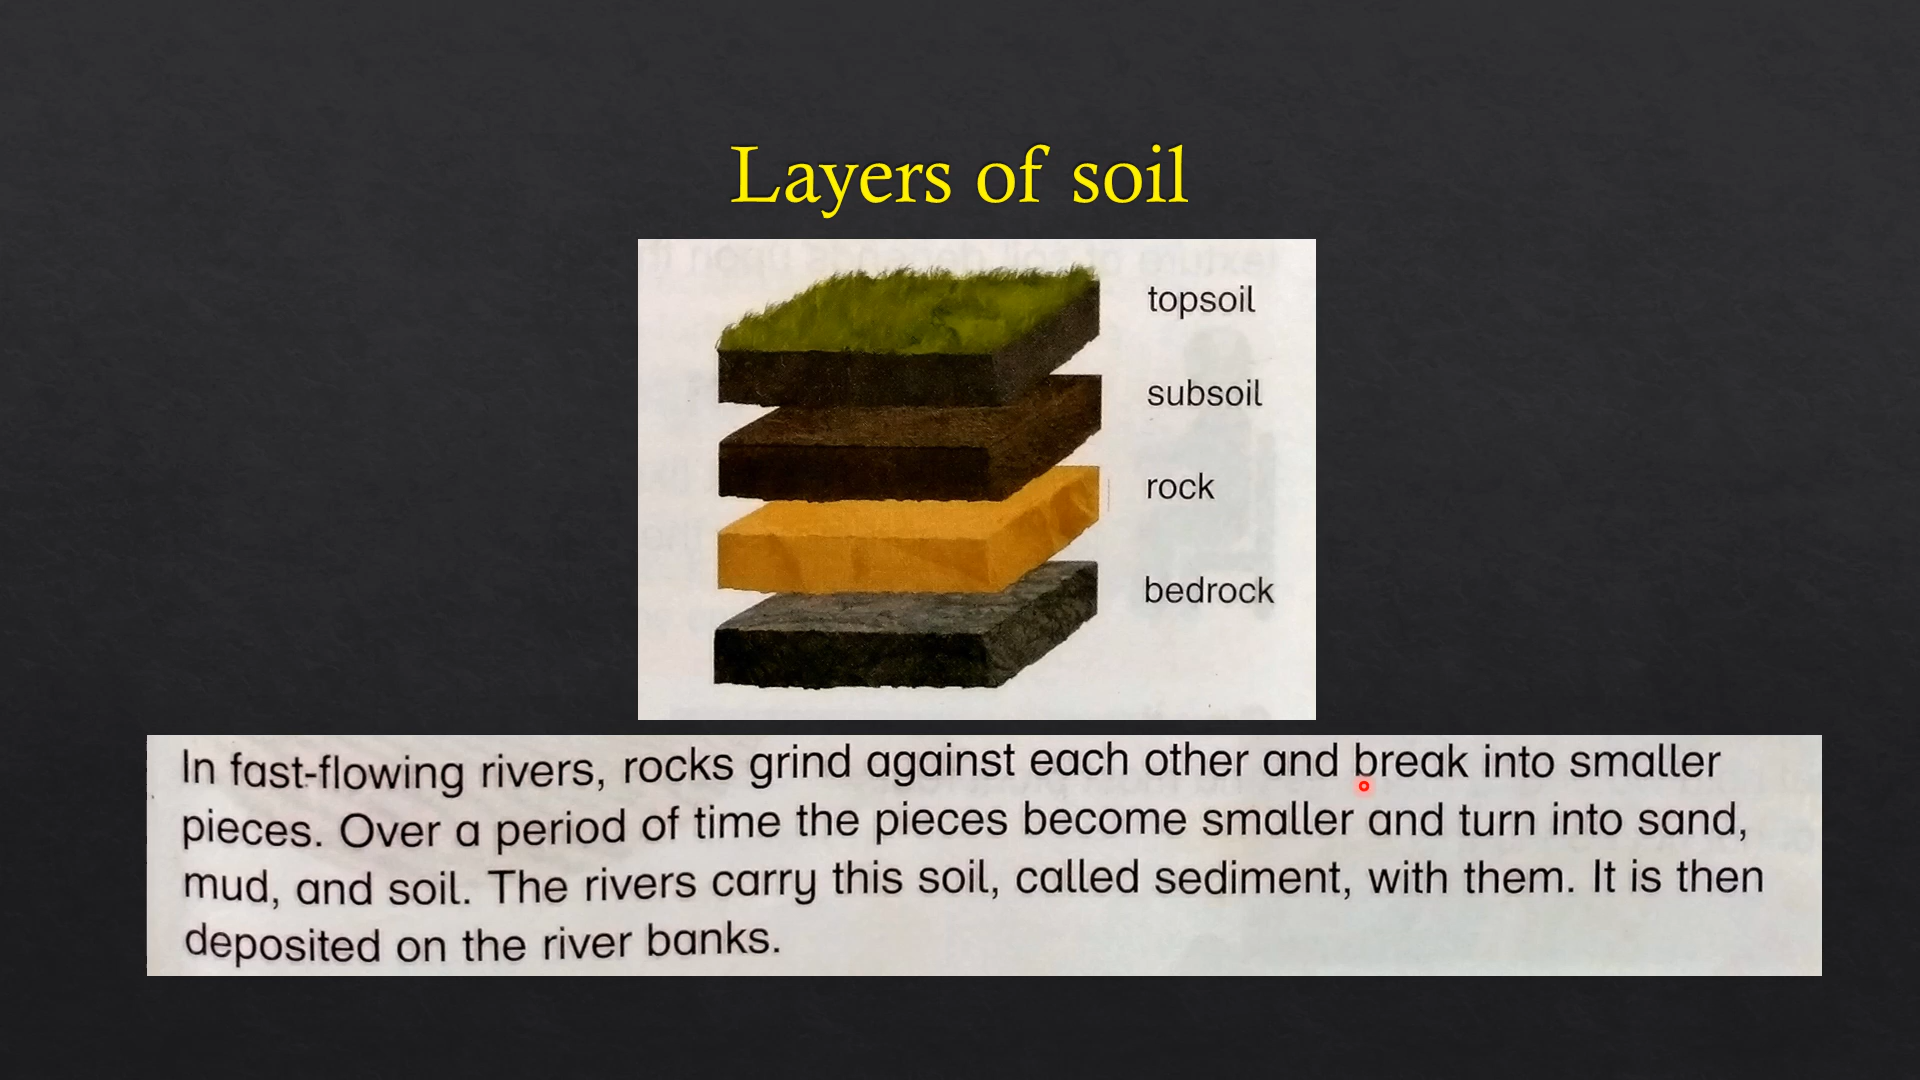 Layers of soil
topsoil
subsoil
rock
bedrock
In fast-flowing rivers, rocks grind against each other and break into smaller
pieces. Over a period of time the pieces become smaller and turn into sand,
mud, and soil. The rivers carry this soil, called sediment, with them. It is then
deposited on the river banks.